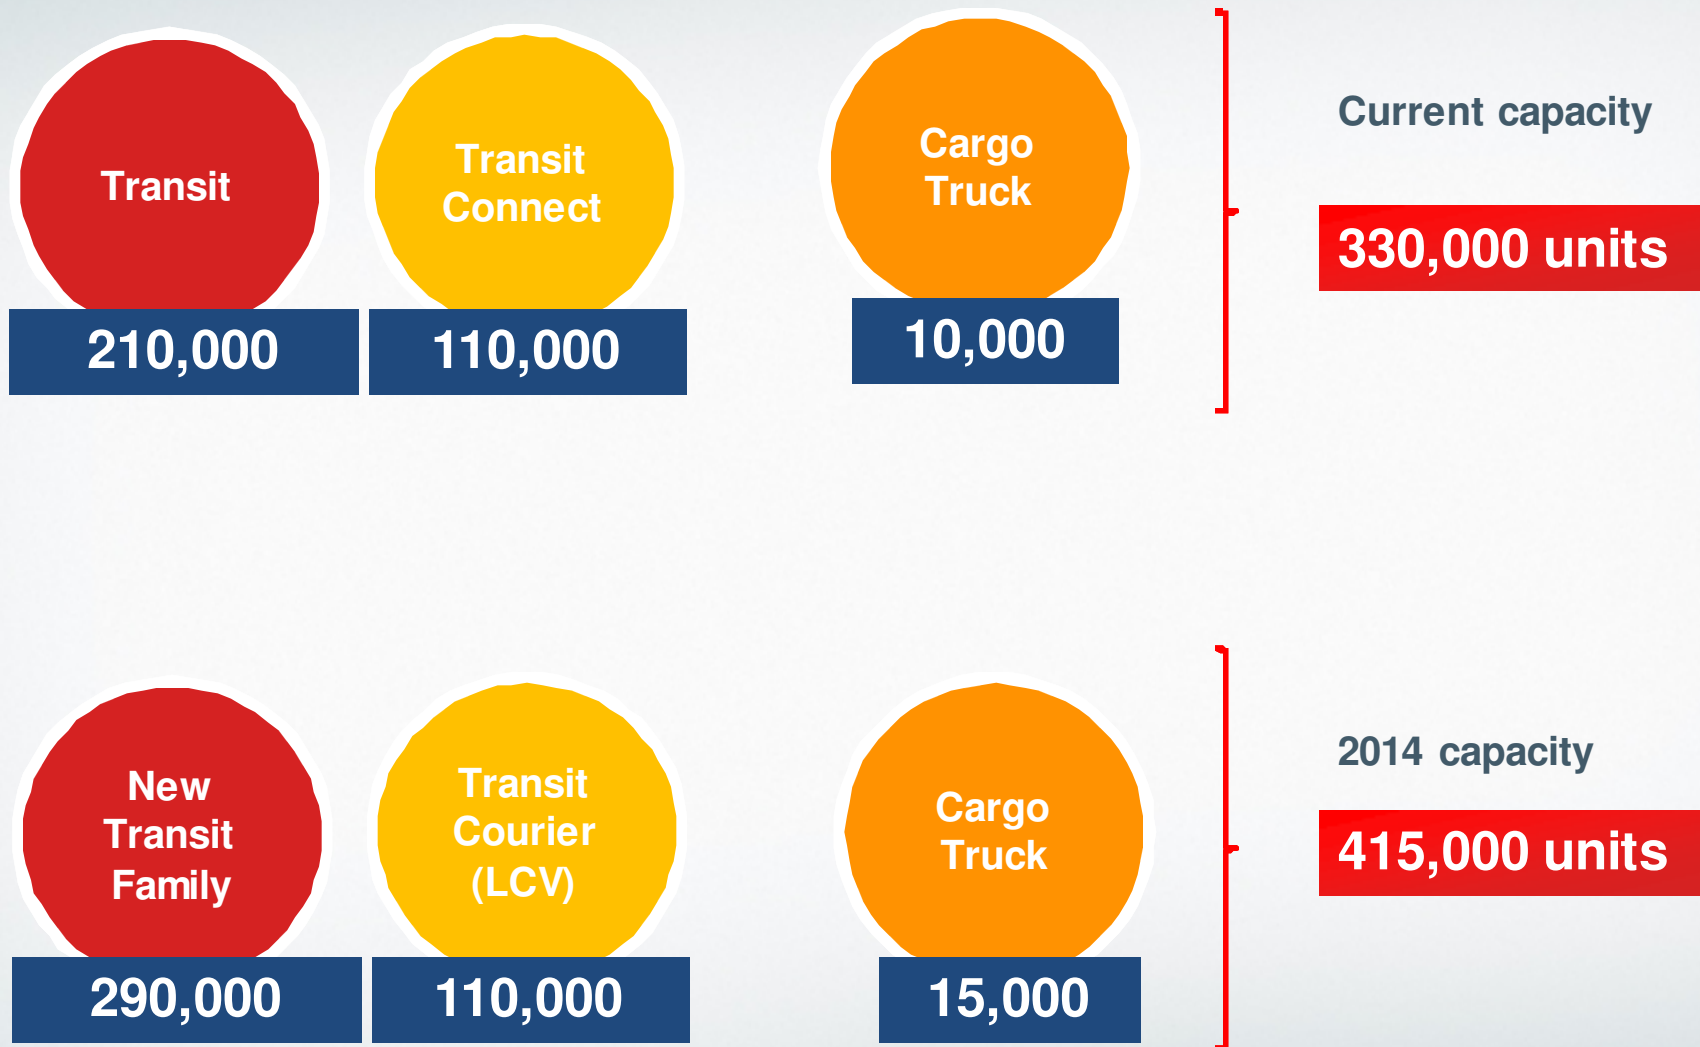 Transit
Transit
Connect
Cargo
Truck
Current capacity
330,000 units
210,000
110,000
10,000
New
Transit
Family
Transit
Courier
(LCV)
Cargo
Truck
2014 capacity
415,000 units
290,000
110,000
15,000